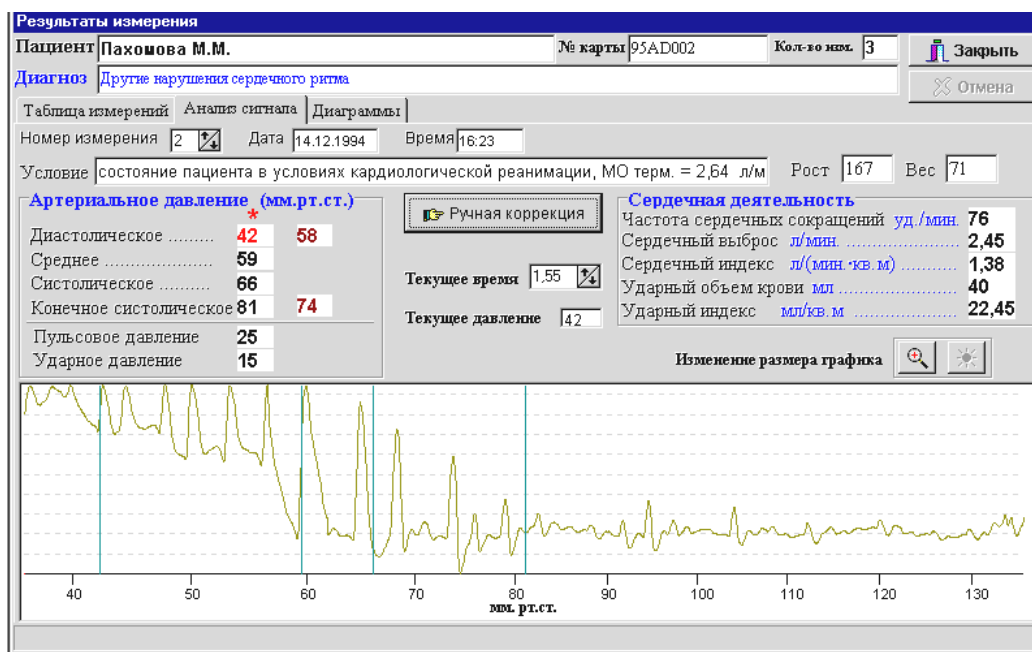 Результаты измерения
Пациент Пахомова М.М. № карты 95AD002 Кол-во изм. 3 Закрыть
Диагноз Другие нарушения сердечного ритма Отмена
Таблица измерений Анализ сигнала Диаграммы
Номер измерения 2 Дата 14.12.1994 Время 16:23
Условие состояние пациента в условиях кардиологической реанимации, МО терм. = 2,64 л/м Рост 167 Вес 71
Артериальное давление (мм.рт.ст.)
*
Диастолическое ......... 42 58
Среднее .................... 59
Систолическое .......... 66
Конечное систолическое 81 74
Пульсовое давление 25
Ударное давление 15
Ручная коррекция
Текущее время 1,55
Текущее давление 42
Сердечная деятельность
Частота сердечных сокращений уд./мин. 76
Сердечный выброс л/мин. ..................... 2,45
Сердечный индекс л/(мин.·кв.м) .......... 1,38
Ударный объем крови мл ...................... 40
Ударный индекс мл/кв.м ................... 22,45
Изменение размера графика
40 50 60 70 80 90 100 110 120 130
мм. рт.ст.